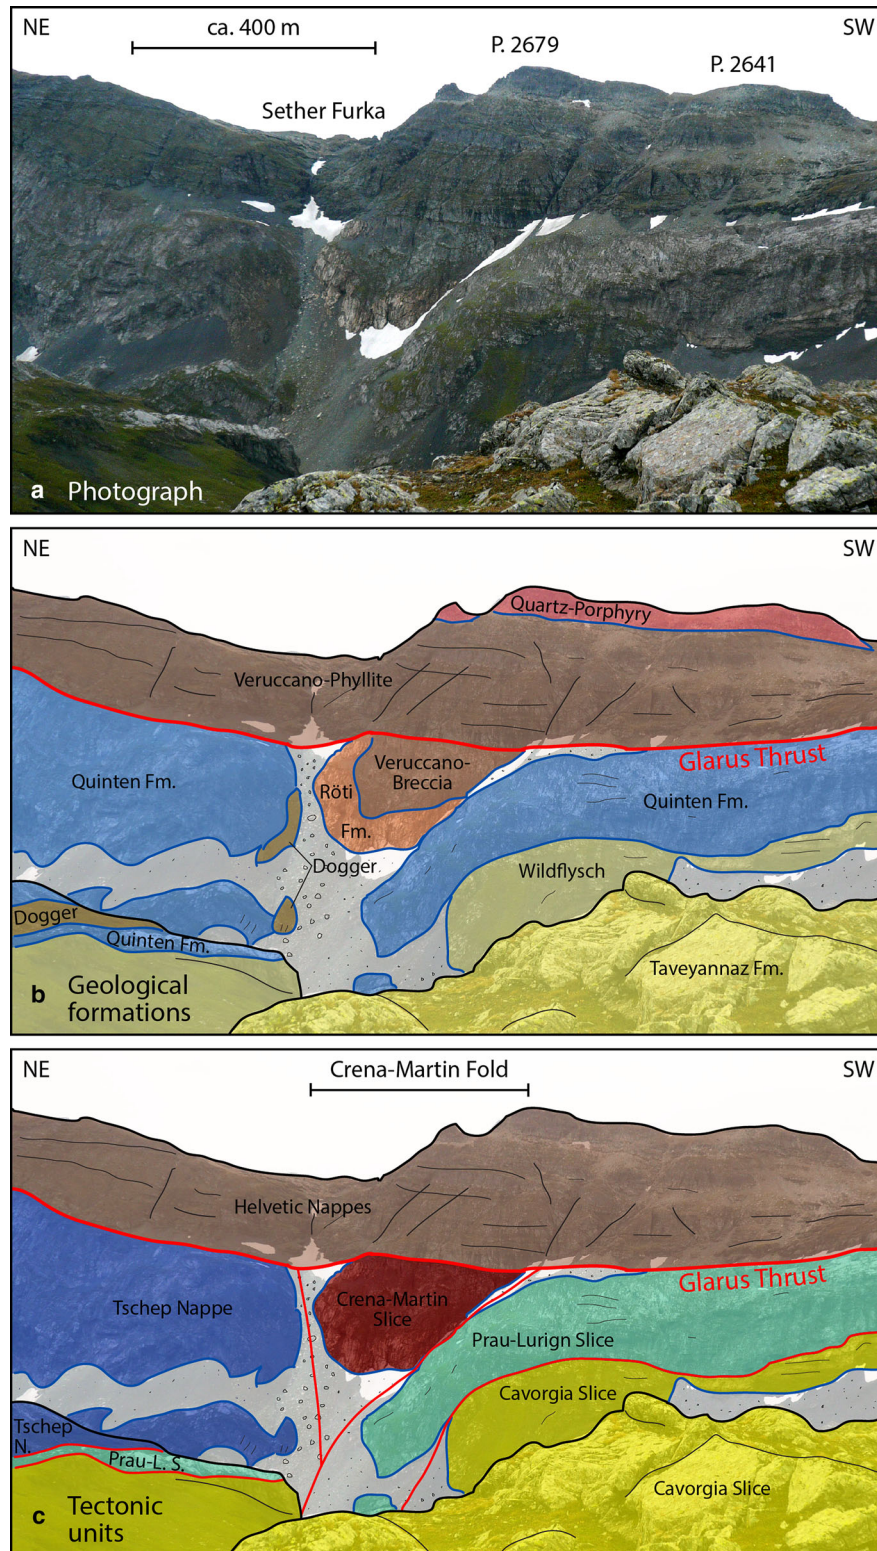 NE
ca. 400 m
P. 2679
SW
P. 2641
Sether Furka
a Photograph
NE
SW
Quartz-Porphyry
Veruccano-Phyllite
Glarus Thrust
Quinten Fm.
Veruccano-
Breccia
Röti
Fm.
Quinten Fm.
Dogger
Wildflysch
Dogger
Quinten Fm.
Taveyannaz Fm.
b Geological
formations
NE
Crena-Martin Fold
SW
Helvetic Nappes
Glarus Thrust
Tschep Nappe
Crena-Martin
Slice
Prau-Lurign Slice
Cavorgia Slice
Tschep
N.
Prau-L. S.
Cavorgia Slice
c Tectonic
units